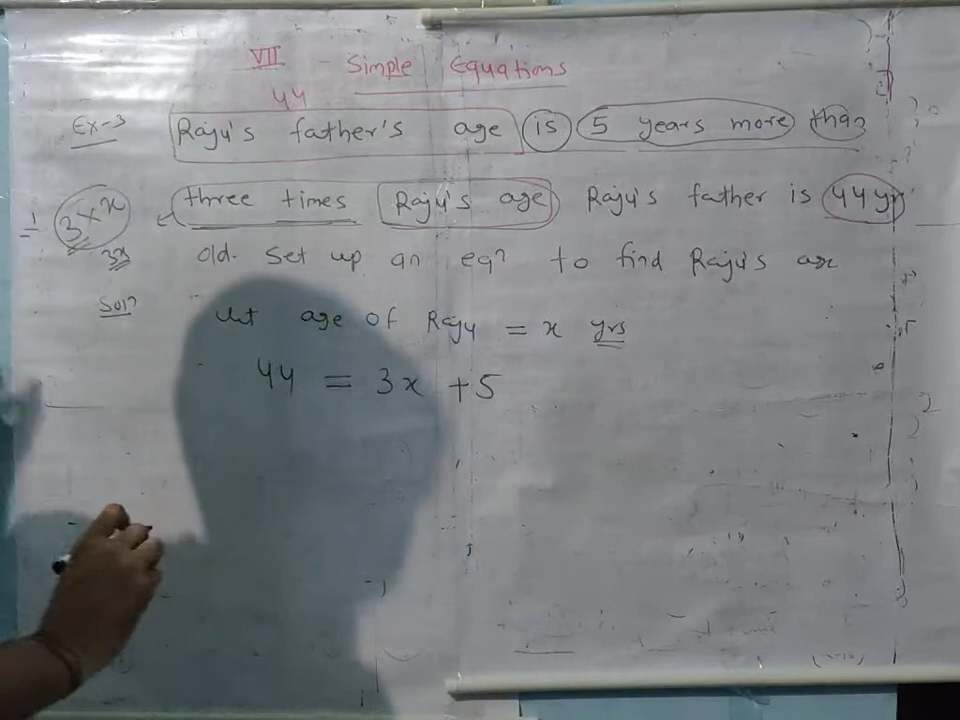 VII - Simple Equations
44
Ex-3 Raju's father's age is 5 years more than
3 × x three times Raju's age Raju's father is 44 yr
3x old. Set up an eqn to find Raju's age
Soln Let age of Raju = x yrs
44 = 3x + 5